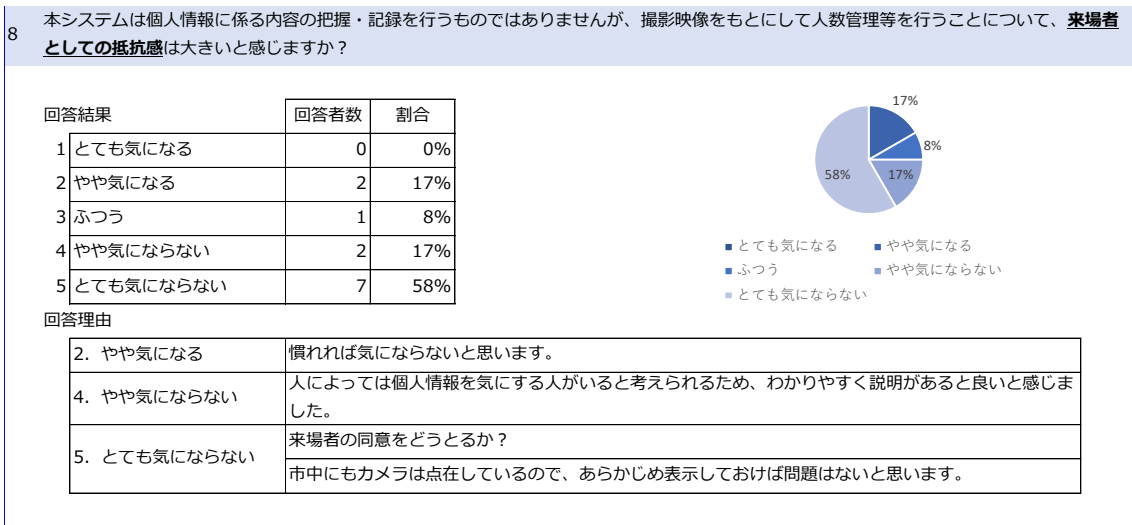 8
本システムは個人情報に係る内容の把握・記録を行うものではありませんが、撮影映像をもとにして人数管理等を行うことについて、来場者
としての抵抗感は大きいと感じますか？
回答結果 回答者数 割合
1 とても気になる 0 0%
2 やや気になる 2 17%
3 ふつう 1 8%
4 やや気にならない 2 17%
5 とても気にならない 7 58%
17%
8%
17%
58%
とても気になる やや気になる
ふつう やや気にならない
とても気にならない
回答理由
2．やや気になる 慣れれば気にならないと思います。
4．やや気にならない 人によっては個人情報を気にする人がいると考えられるため、わかりやすく説明があると良いと感じま
した。
5．とても気にならない 来場者の同意をどうとるか？
市中にもカメラは点在しているので、あらかじめ表示しておけば問題はないと思います。